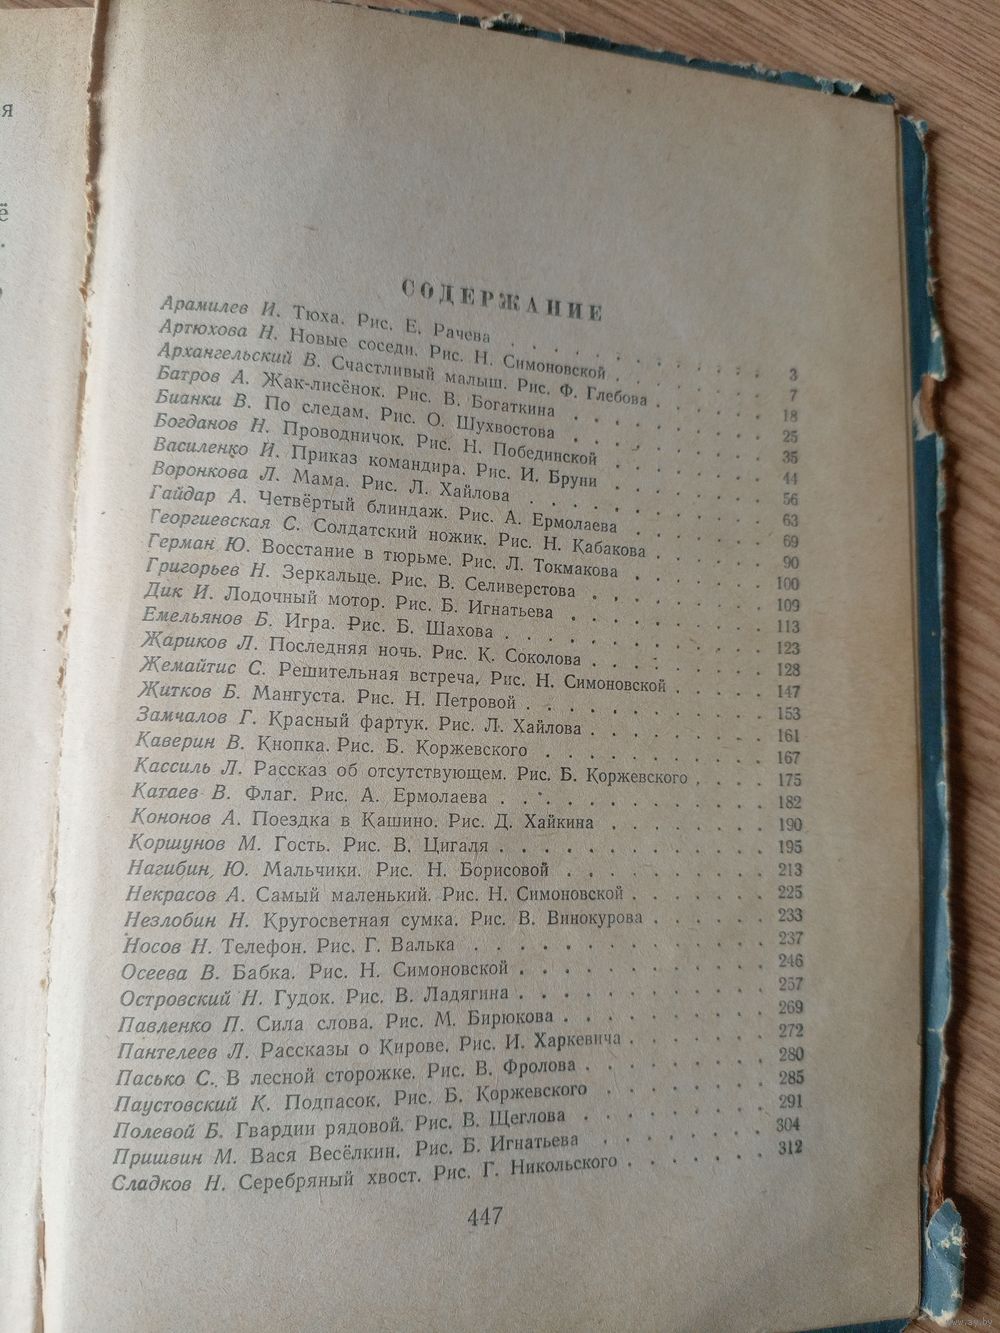 я
ё
СОДЕРЖАНИЕ
Арамилев И. Тюха. Рис. Е. Рачева . . . 3
Артюхова Н. Новые соседи. Рис. Н. Симоновской . . . 7
Архангельский В. Счастливый малыш. Рис. Ф. Глебова . . . 18
Батров А. Жак-лисёнок. Рис. В. Богаткина . . . 25
Бианки В. По следам. Рис. О. Шухвостова . . . 35
Богданов Н. Проводничок. Рис. Н. Побединской . . . 44
Василенко И. Приказ командира. Рис. И. Бруни . . . 56
Воронкова Л. Мама. Рис. Л. Хайлова . . . 63
Гайдар А. Четвёртый блиндаж. Рис. А. Ермолаева . . . 69
Георгиевская С. Солдатский ножик. Рис. Н. Кабакова . . . 90
Герман Ю. Восстание в тюрьме. Рис. Л. Токмакова . . . 100
Григорьев Н. Зеркальце. Рис. В. Селиверстова . . . 109
Дик И. Лодочный мотор. Рис. Б. Игнатьева . . . 113
Емельянов Б. Игра. Рис. Б. Шахова . . . 123
Жариков Л. Последняя ночь. Рис. К. Соколова . . . 128
Жемайтис С. Решительная встреча. Рис. Н. Симоновской . . . 147
Житков Б. Мангуста. Рис. Н. Петровой . . . 153
Замчалов Г. Красный фартук. Рис. Л. Хайлова . . . 161
Каверин В. Кнопка. Рис. Б. Коржевского . . . 167
Кассиль Л. Рассказ об отсутствующем. Рис. Б. Коржевского . . . 175
Катаев В. Флаг. Рис. А. Ермолаева . . . 182
Кононов А. Поездка в Кашино. Рис. Д. Хайкина . . . 190
Коршунов М. Гость. Рис. В. Цигаля . . . 195
Нагибин Ю. Мальчики. Рис. Н. Борисовой . . . 213
Некрасов А. Самый маленький. Рис. Н. Симоновской . . . 225
Незлобин Н. Кругосветная сумка. Рис. В. Винокурова . . . 233
Носов Н. Телефон. Рис. Г. Валька . . . 237
Осеева В. Бабка. Рис. Н. Симоновской . . . 246
Островский Н. Гудок. Рис. В. Ладягина . . . 257
Павленко П. Сила слова. Рис. М. Бирюкова . . . 269
Пантелеев Л. Рассказы о Кирове. Рис. И. Харкевича . . . 272
Пасько С. В лесной сторожке. Рис. В. Фролова . . . 280
Паустовский К. Подпасок. Рис. Б. Коржевского . . . 285
Полевой Б. Гвардии рядовой. Рис. В. Щеглова . . . 291
Пришвин М. Вася Весёлкин. Рис. Б. Игнатьева . . . 304
Сладков Н. Серебряный хвост. Рис. Г. Никольского . . . 312
447
www.ay.by